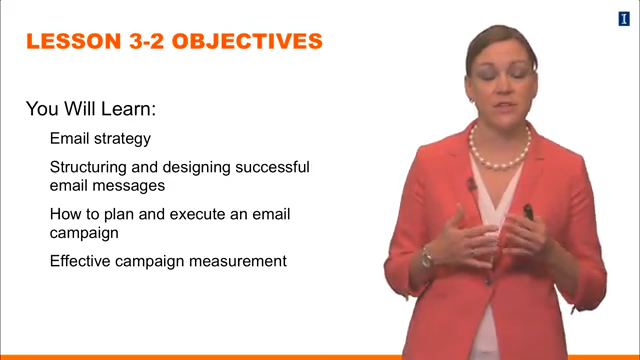 LESSON 3-2 OBJECTIVES
I
You Will Learn:
Email strategy
Structuring and designing successful
email messages
How to plan and execute an email
campaign
Effective campaign measurement